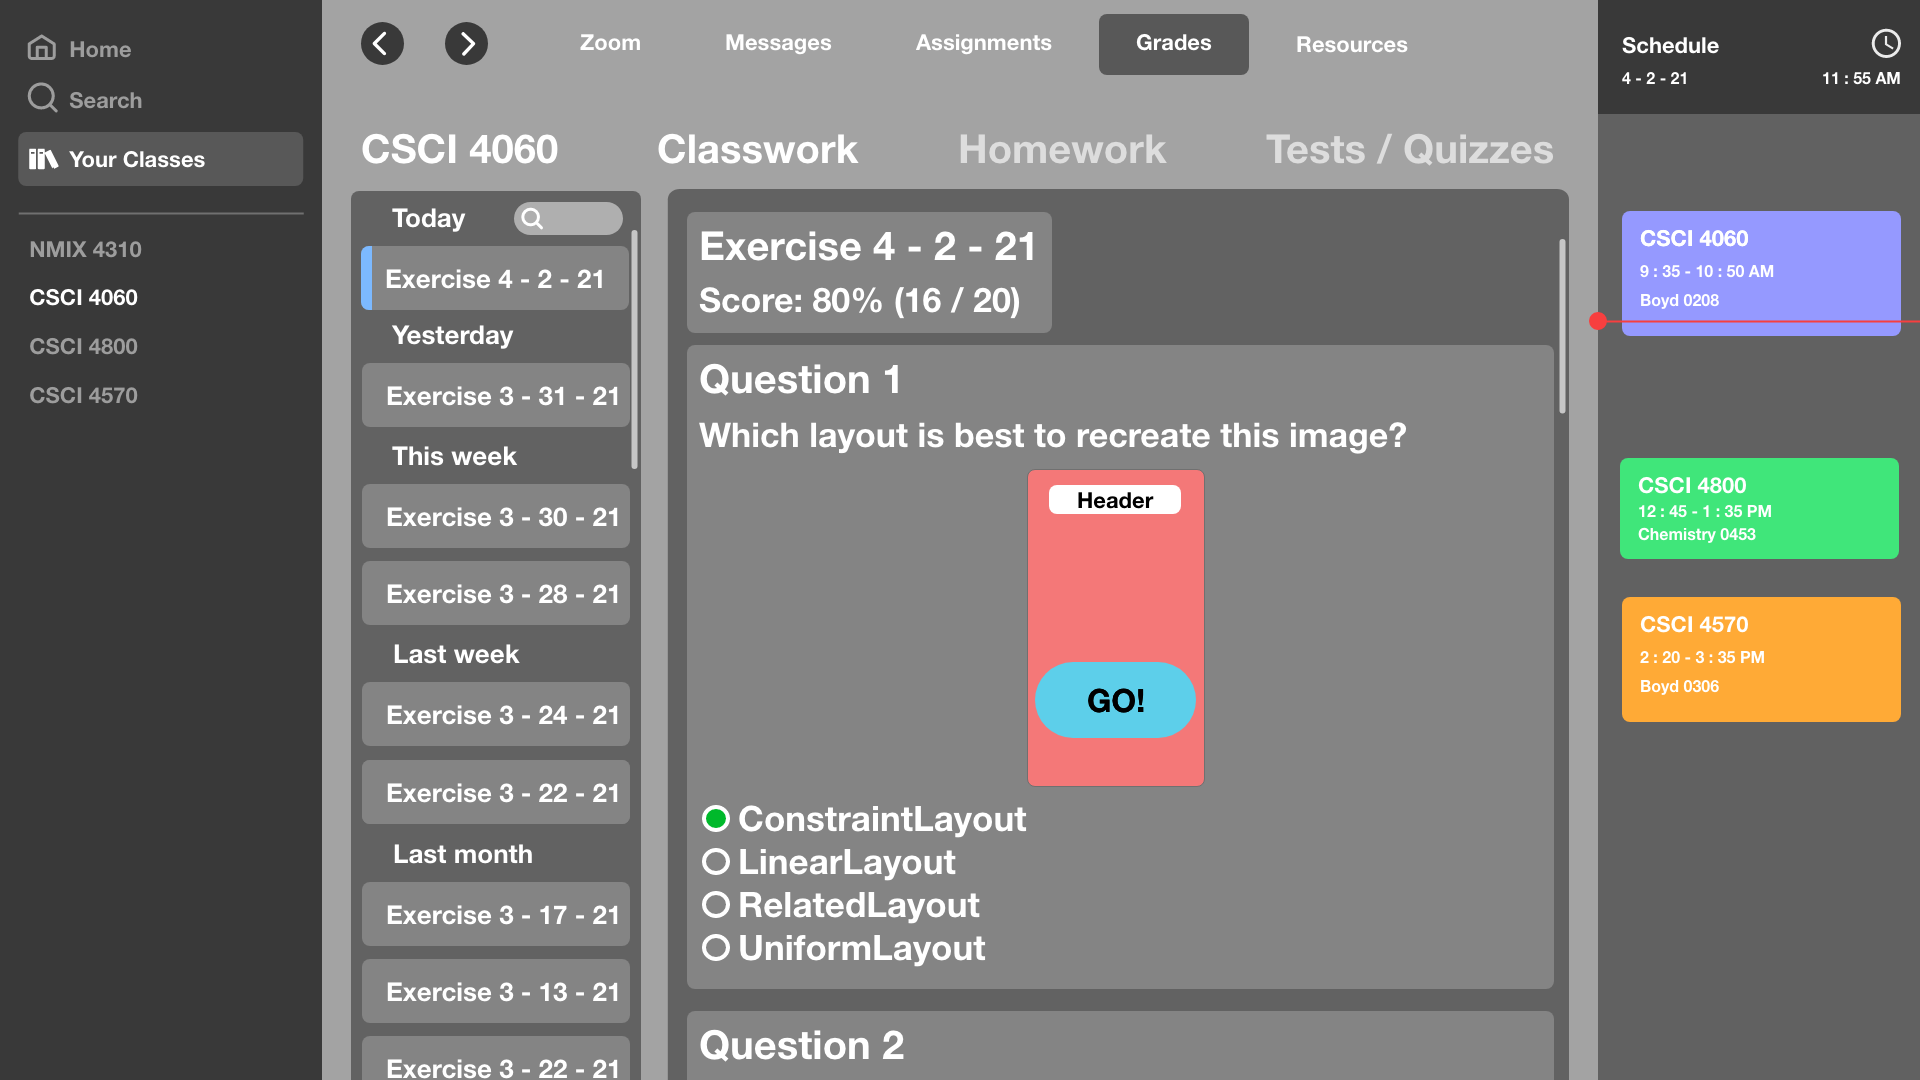 Home
Search
Your Classes
NMIX 4310
CSCI 4060
CSCI 4800
CSCI 4570
Zoom
Messages
Assignments
Grades
Resources
CSCI 4060
Classwork
Homework
Tests / Quizzes
Today
Exercise 4 - 2 - 21
Yesterday
Exercise 3 - 31 - 21
This week
Exercise 3 - 30 - 21
Exercise 3 - 28 - 21
Last week
Exercise 3 - 24 - 21
Exercise 3 - 22 - 21
Last month
Exercise 3 - 17 - 21
Exercise 3 - 13 - 21
Exercise 3 - 22 - 21
Exercise 4 - 2 - 21
Score: 80% (16 / 20)
Question 1
Which layout is best to recreate this image?
Header
GO!
ConstraintLayout
LinearLayout
RelatedLayout
UniformLayout
Question 2
Schedule
4 - 2 - 21
11 : 55 AM
CSCI 4060
9 : 35 - 10 : 50 AM
Boyd 0208
CSCI 4800
12 : 45 - 1 : 35 PM
Chemistry 0453
CSCI 4570
2 : 20 - 3 : 35 PM
Boyd 0306